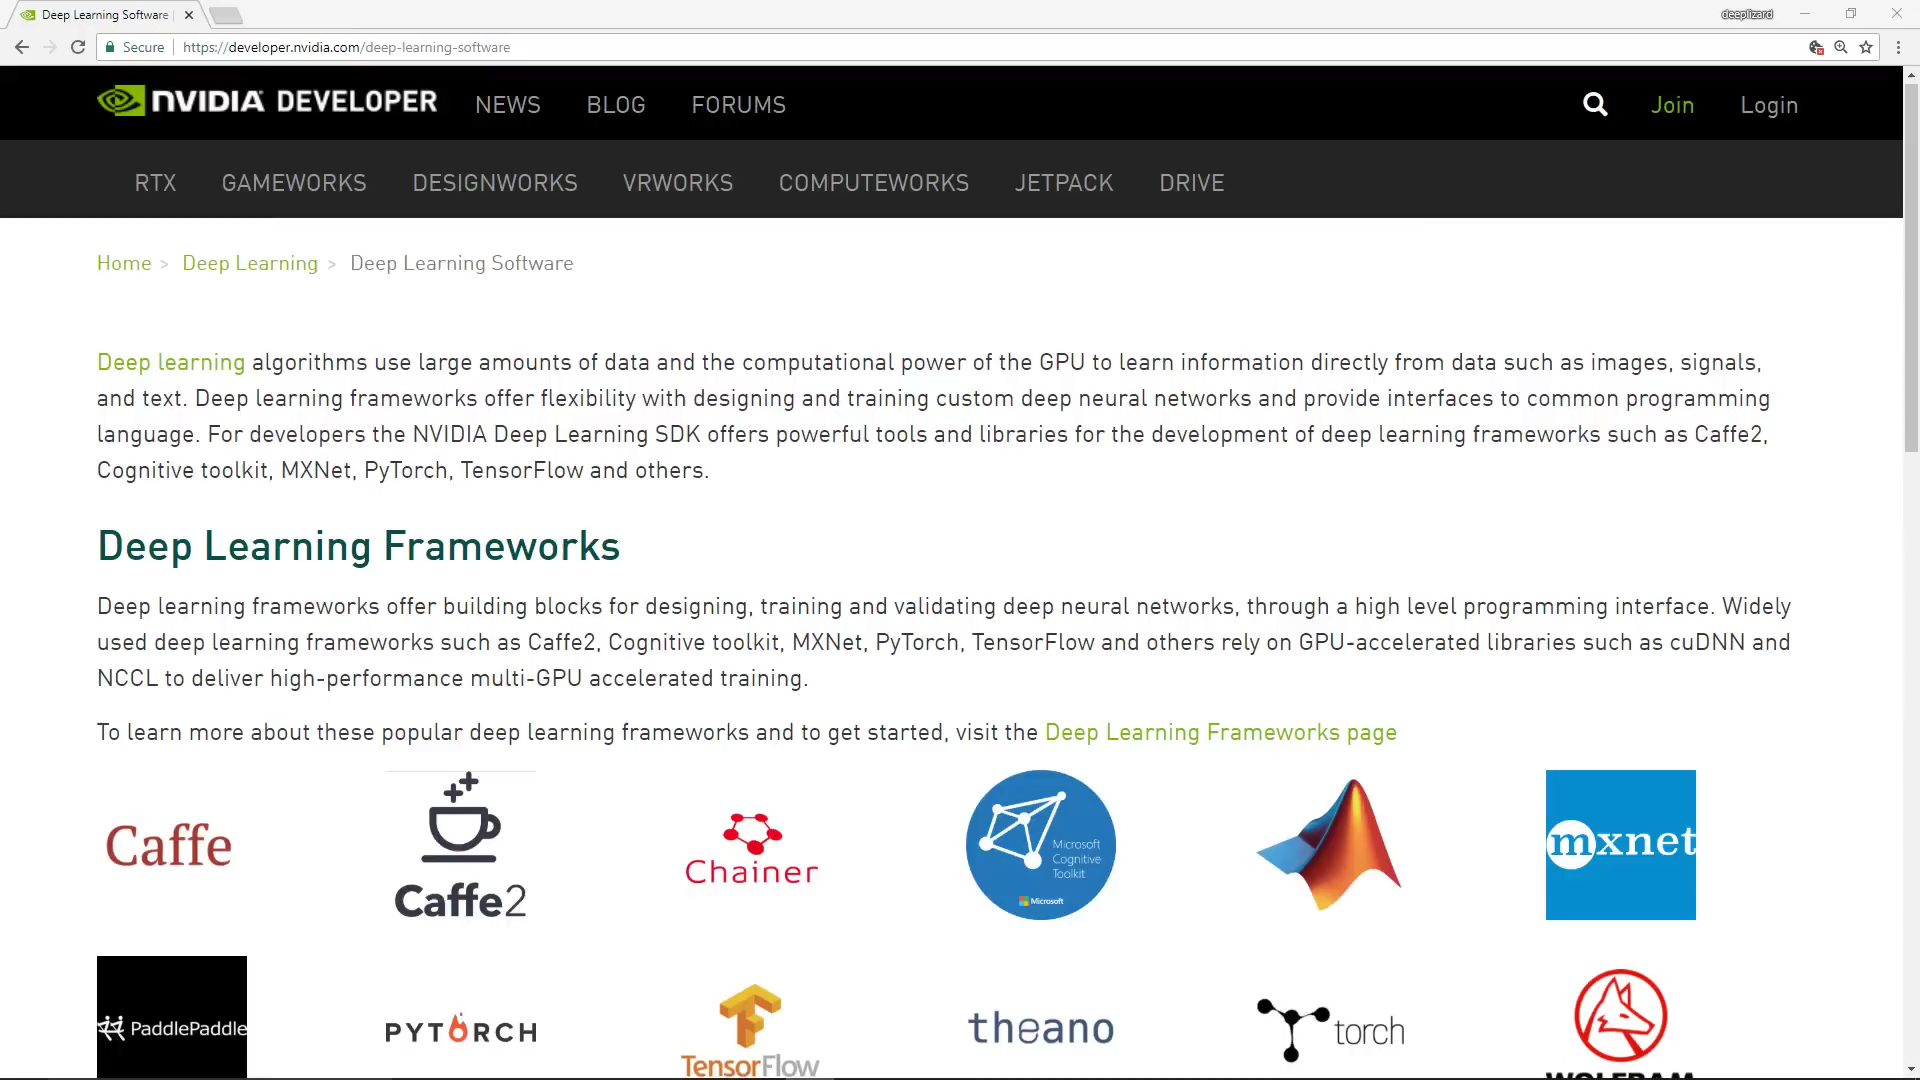 Deep Learning Software
deeplizard
Secure
https://developer.nvidia.com/deep-learning-software
NVIDIA DEVELOPER NEWS BLOG FORUMS Join Login
RTX GAMEWORKS DESIGNWORKS VRWORKS COMPUTEWORKS JETPACK DRIVE
Home > Deep Learning > Deep Learning Software
Deep learning algorithms use large amounts of data and the computational power of the GPU to learn information directly from data such as images, signals,
and text. Deep learning frameworks offer flexibility with designing and training custom deep neural networks and provide interfaces to common programming
language. For developers the NVIDIA Deep Learning SDK offers powerful tools and libraries for the development of deep learning frameworks such as Caffe2,
Cognitive toolkit, MXNet, PyTorch, TensorFlow and others.
Deep Learning Frameworks
Deep learning frameworks offer building blocks for designing, training and validating deep neural networks, through a high level programming interface. Widely
used deep learning frameworks such as Caffe2, Cognitive toolkit, MXNet, PyTorch, TensorFlow and others rely on GPU-accelerated libraries such as cuDNN and
NCCL to deliver high-performance multi-GPU accelerated training.
To learn more about these popular deep learning frameworks and to get started, visit the Deep Learning Frameworks page
Caffe
Caffe2
Chainer
Microsoft
Cognitive
Toolkit
Microsoft
mxnet
PaddlePaddle
PYTORCH
TensorFlow
theano
torch
WOLFRAM